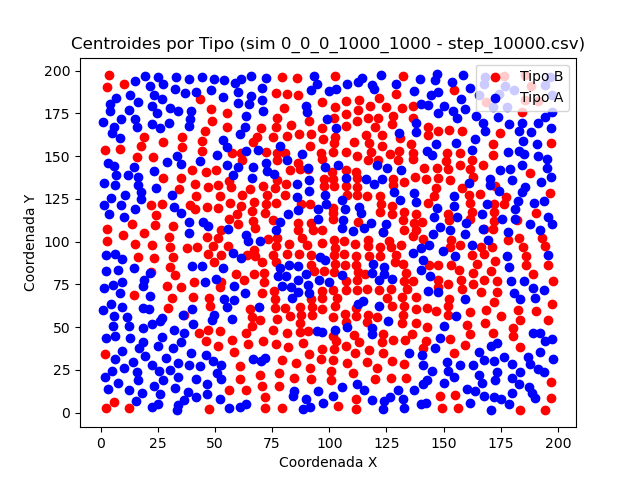 Centroides por Tipo (sim 0_0_0_1000_1000 - step_10000.csv)
Tipo B
Tipo A
Coordenada Y
200
175
150
125
100
75
50
25
0
0 25 50 75 100 125 150 175 200
Coordenada X